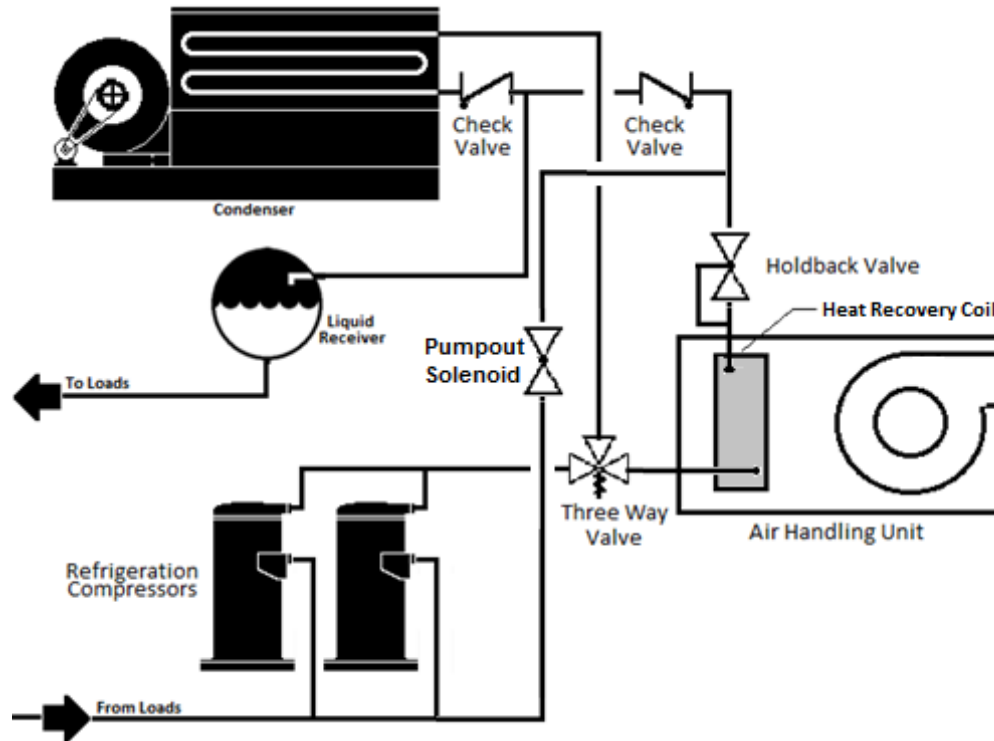 Check
Valve
Check
Valve
Condenser
Holdback Valve
Heat Recovery Coil
Liquid
Receiver
Pumpout
Solenoid
To Loads
Three Way
Valve
Air Handling Unit
Refrigeration
Compressors
From Loads